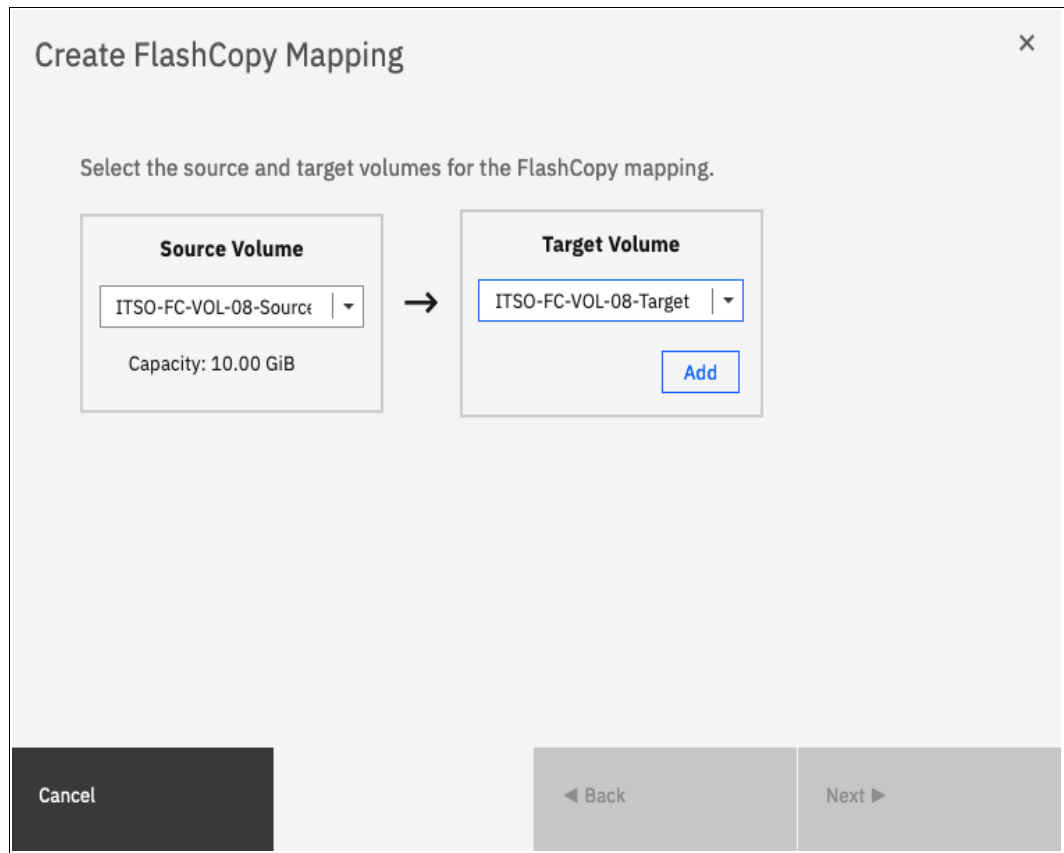 Create FlashCopy Mapping
×
Select the source and target volumes for the FlashCopy mapping.
Source Volume
ITSO-FC-VOL-08-Source
Capacity: 10.00 GiB
Target Volume
ITSO-FC-VOL-08-Target
Add
Cancel
Back
Next